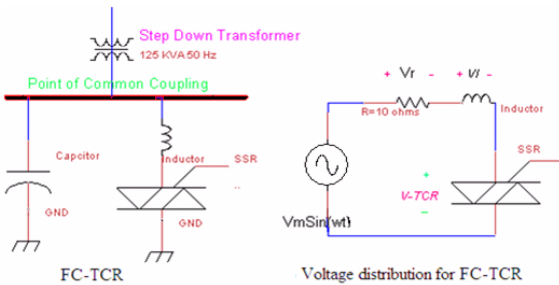 Step Down Transformer
125 KVA 50 Hz
Point of Common Coupling
Capcitor
GND
Inductor
SSR
..
GND
FC-TCR
+ Vr - + Vl -
R=10 ohms
Inductor
SSR
+
V-TCR
-
VmSin(wt)
Voltage distribution for FC-TCR